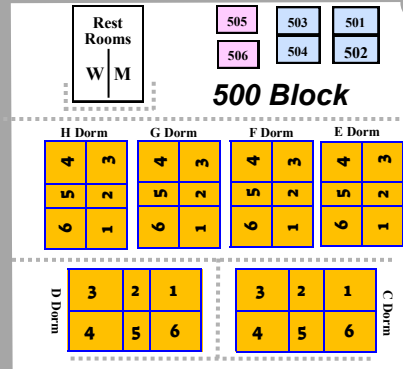 Rest
Rooms
W M
505 503 501
506 504 502
500 Block
H Dorm G Dorm F Dorm E Dorm
4 3 4 3 4 3 4 3
5 2 5 2 5 2 5 2
6 1 6 1 6 1 6 1
D Dorm
3 2 1
4 5 6
3 2 1
4 5 6
C Dorm